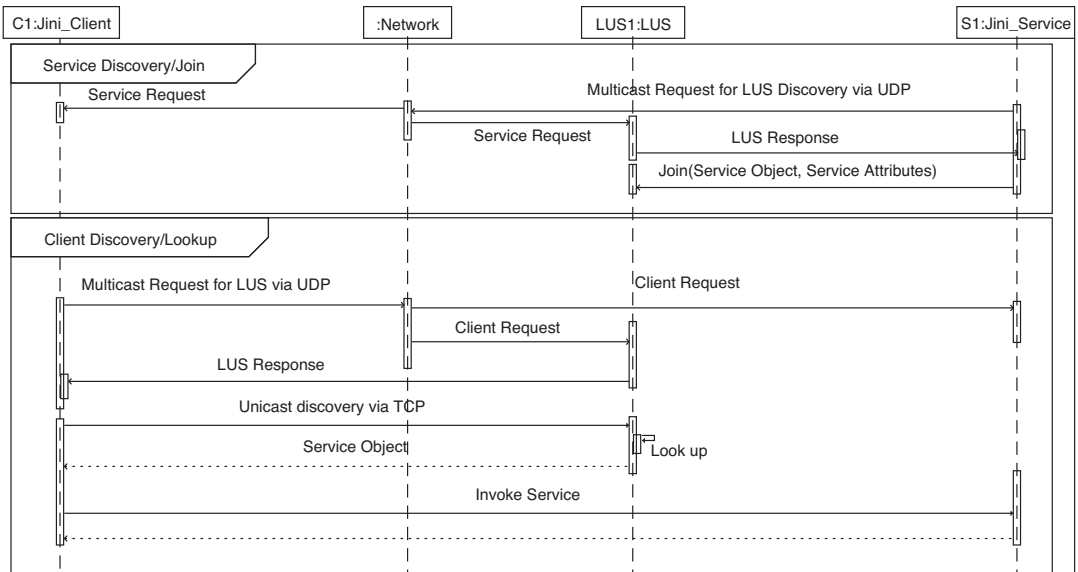 C1:Jini_Client
:Network
LUS1:LUS
S1:Jini_Service
Service Discovery/Join
Service Request
Multicast Request for LUS Discovery via UDP
Service Request
LUS Response
Join(Service Object, Service Attributes)
Client Discovery/Lookup
Multicast Request for LUS via UDP
Client Request
Client Request
LUS Response
Unicast discovery via TCP
Service Object
Look up
Invoke Service